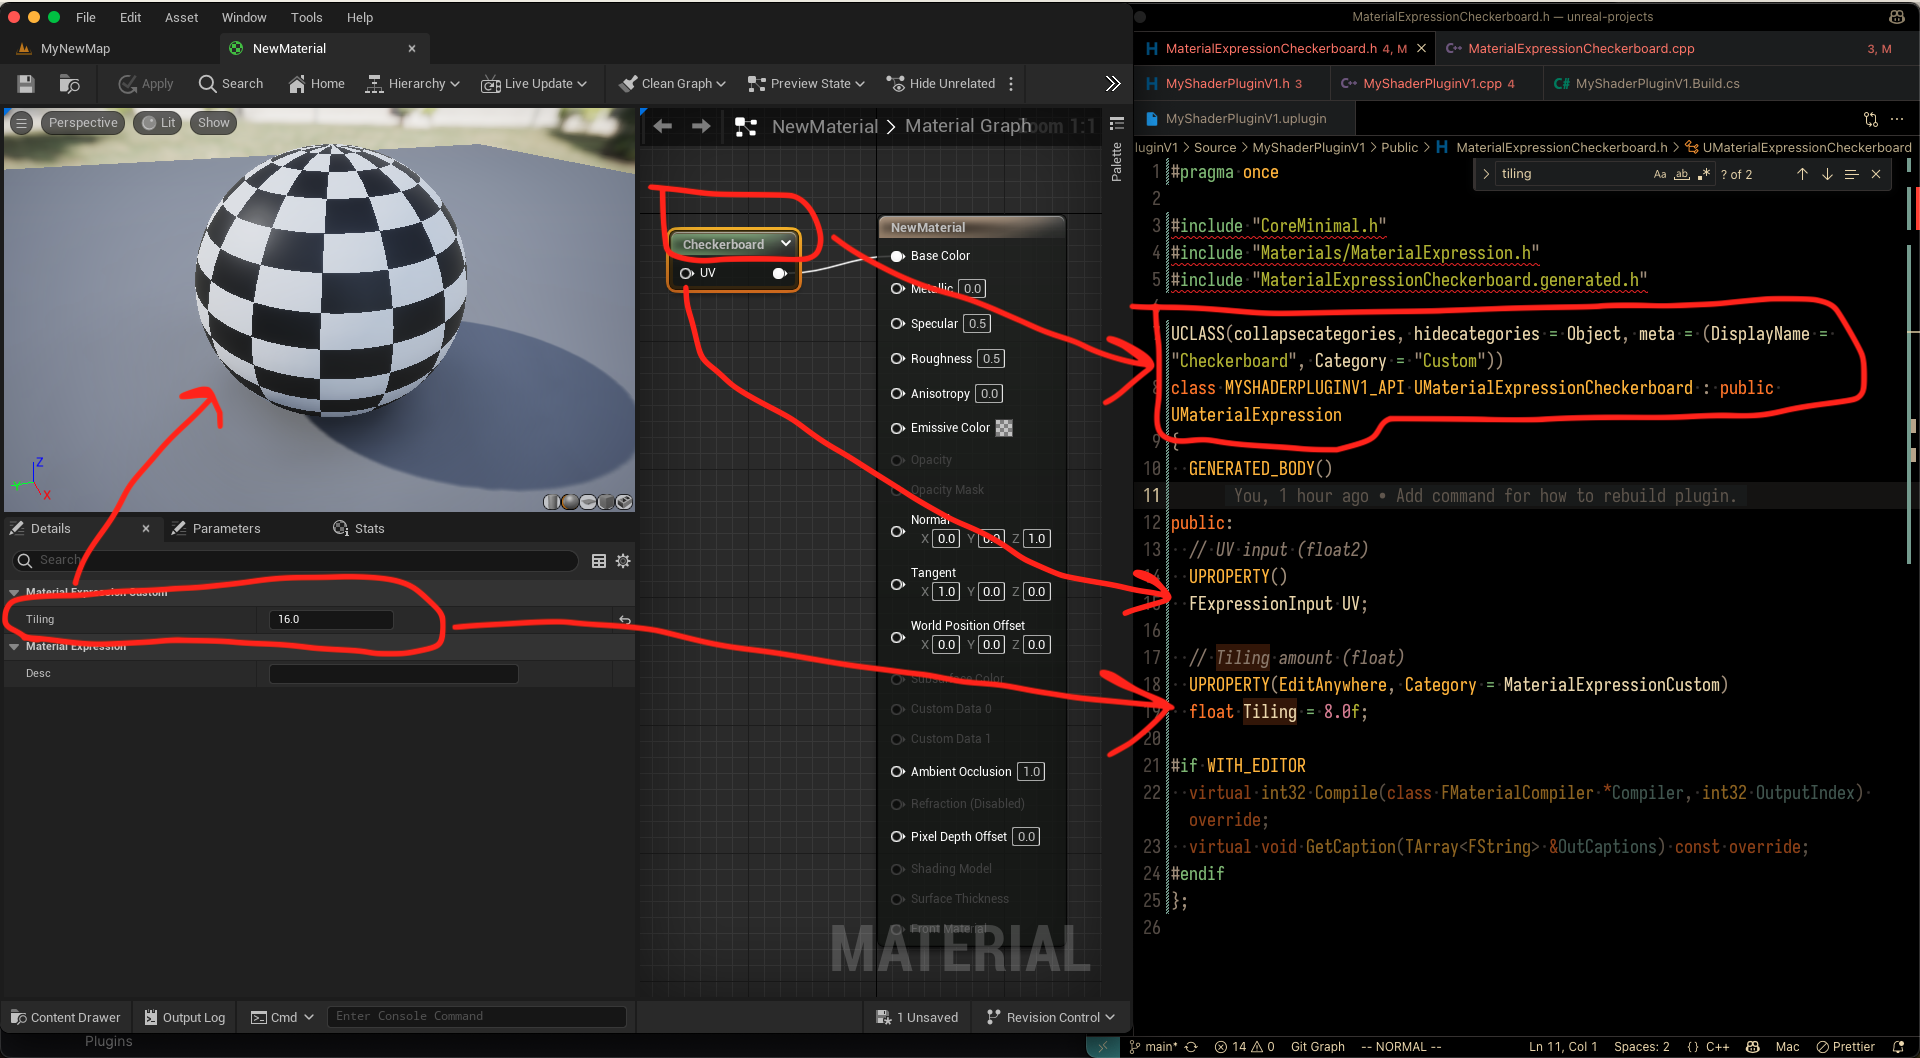 File Edit Asset Window Tools Help
MyNewMap
NewMaterial
Apply Search Home Hierarchy Live Update Clean Graph Preview State Hide Unrelated
Perspective Lit Show
NewMaterial > Material Graph Zoom 1:1
Palette
Checkerboard
UV
NewMaterial
Base Color
Metallic 0.0
Specular 0.5
Roughness 0.5
Anisotropy 0.0
Emissive Color
Opacity
Opacity Mask
Normal
X 0.0 Y 0.0 Z 1.0
Tangent
X 1.0 Y 0.0 Z 0.0
World Position Offset
X 0.0 Y 0.0 Z 0.0
Subsurface Color
Custom Data 0
Custom Data 1
Ambient Occlusion 1.0
Refraction (Disabled)
Pixel Depth Offset 0.0
Shading Model
Surface Thickness
Front Material
MATERIAL
Z
Y
X
Details Parameters Stats
Search
Material Expression Custom
Tiling 16.0
Material Expression
Desc
Content Drawer Output Log Cmd Enter Console Command 1 Unsaved Revision Control
Plugins
MaterialExpressionCheckerboard.h — unreal-projects
MaterialExpressionCheckerboard.h 4, M MaterialExpressionCheckerboard.cpp 3, M
MyShaderPluginV1.h 3 MyShaderPluginV1.cpp 4 MyShaderPluginV1.Build.cs
MyShaderPluginV1.uplugin
luginV1 > Source > MyShaderPluginV1 > Public > MaterialExpressionCheckerboard.h > UMaterialExpressionCheckerboard
tiling Aa ab .* ? of 2
1 #pragma once
2
3 #include "CoreMinimal.h"
4 #include "Materials/MaterialExpression.h"
5 #include "MaterialExpressionCheckerboard.generated.h"
UCLASS(collapsecategories, hidecategories = Object, meta = (DisplayName =
"Checkerboard", Category = "Custom"))
8 class MYSHADERPLUGINV1_API UMaterialExpressionCheckerboard : public
UMaterialExpression
9 {
10 GENERATED_BODY()
11 You, 1 hour ago • Add command for how to rebuild plugin.
12 public:
13 // UV input (float2)
14 UPROPERTY()
15 FExpressionInput UV;
16
17 // Tiling amount (float)
18 UPROPERTY(EditAnywhere, Category = MaterialExpressionCustom)
19 float Tiling = 8.0f;
20
21 #if WITH_EDITOR
22 virtual int32 Compile(class FMaterialCompiler *Compiler, int32 OutputIndex)
override;
23 virtual void GetCaption(TArray<FString> &OutCaptions) const override;
24 #endif
25 };
26
main* 14 0 Git Graph -- NORMAL -- Ln 11, Col 1 Spaces: 2 {} C++ Mac Prettier